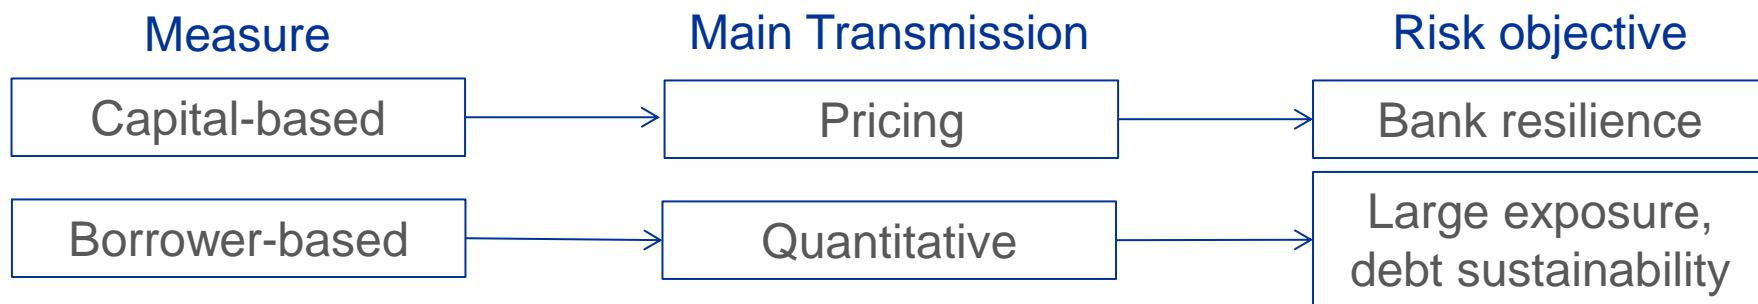 Measure
Main Transmission
Risk objective
Capital-based
Pricing
Bank resilience
Borrower-based
Quantitative
Large exposure,
debt sustainability